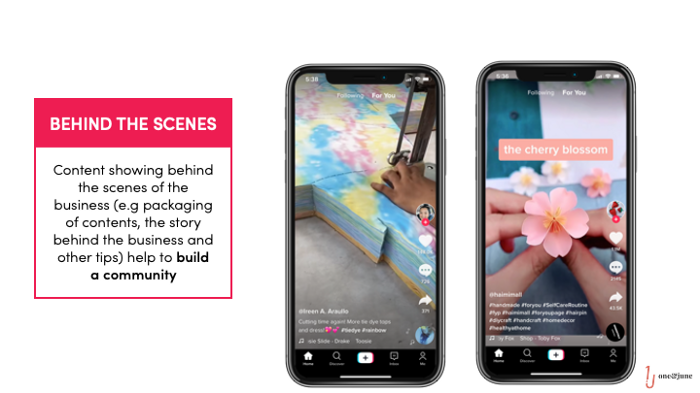 BEHIND THE SCENES
Content showing behind
the scenes of the
business (e.g packaging
of contents, the story
behind the business and
other tips) help to build
a community
5:38
Following For You
@Ireen A. Araullo
Cutting time again! More tie dye tops
and dress #tiedye #rainbow
Slide - Drake Toosie
Home Discover Inbox Me
5:38
Following For You
the cherry blossom
@haimimall
#handmade #foryou #SelfCareRoutine
#fyp #haimimall #foryoupage #hairpin
#diycraft #handcraft #homedecor
#healthyathome
Fox Shop - Toby Fox
Home Discover Inbox Me
one&june